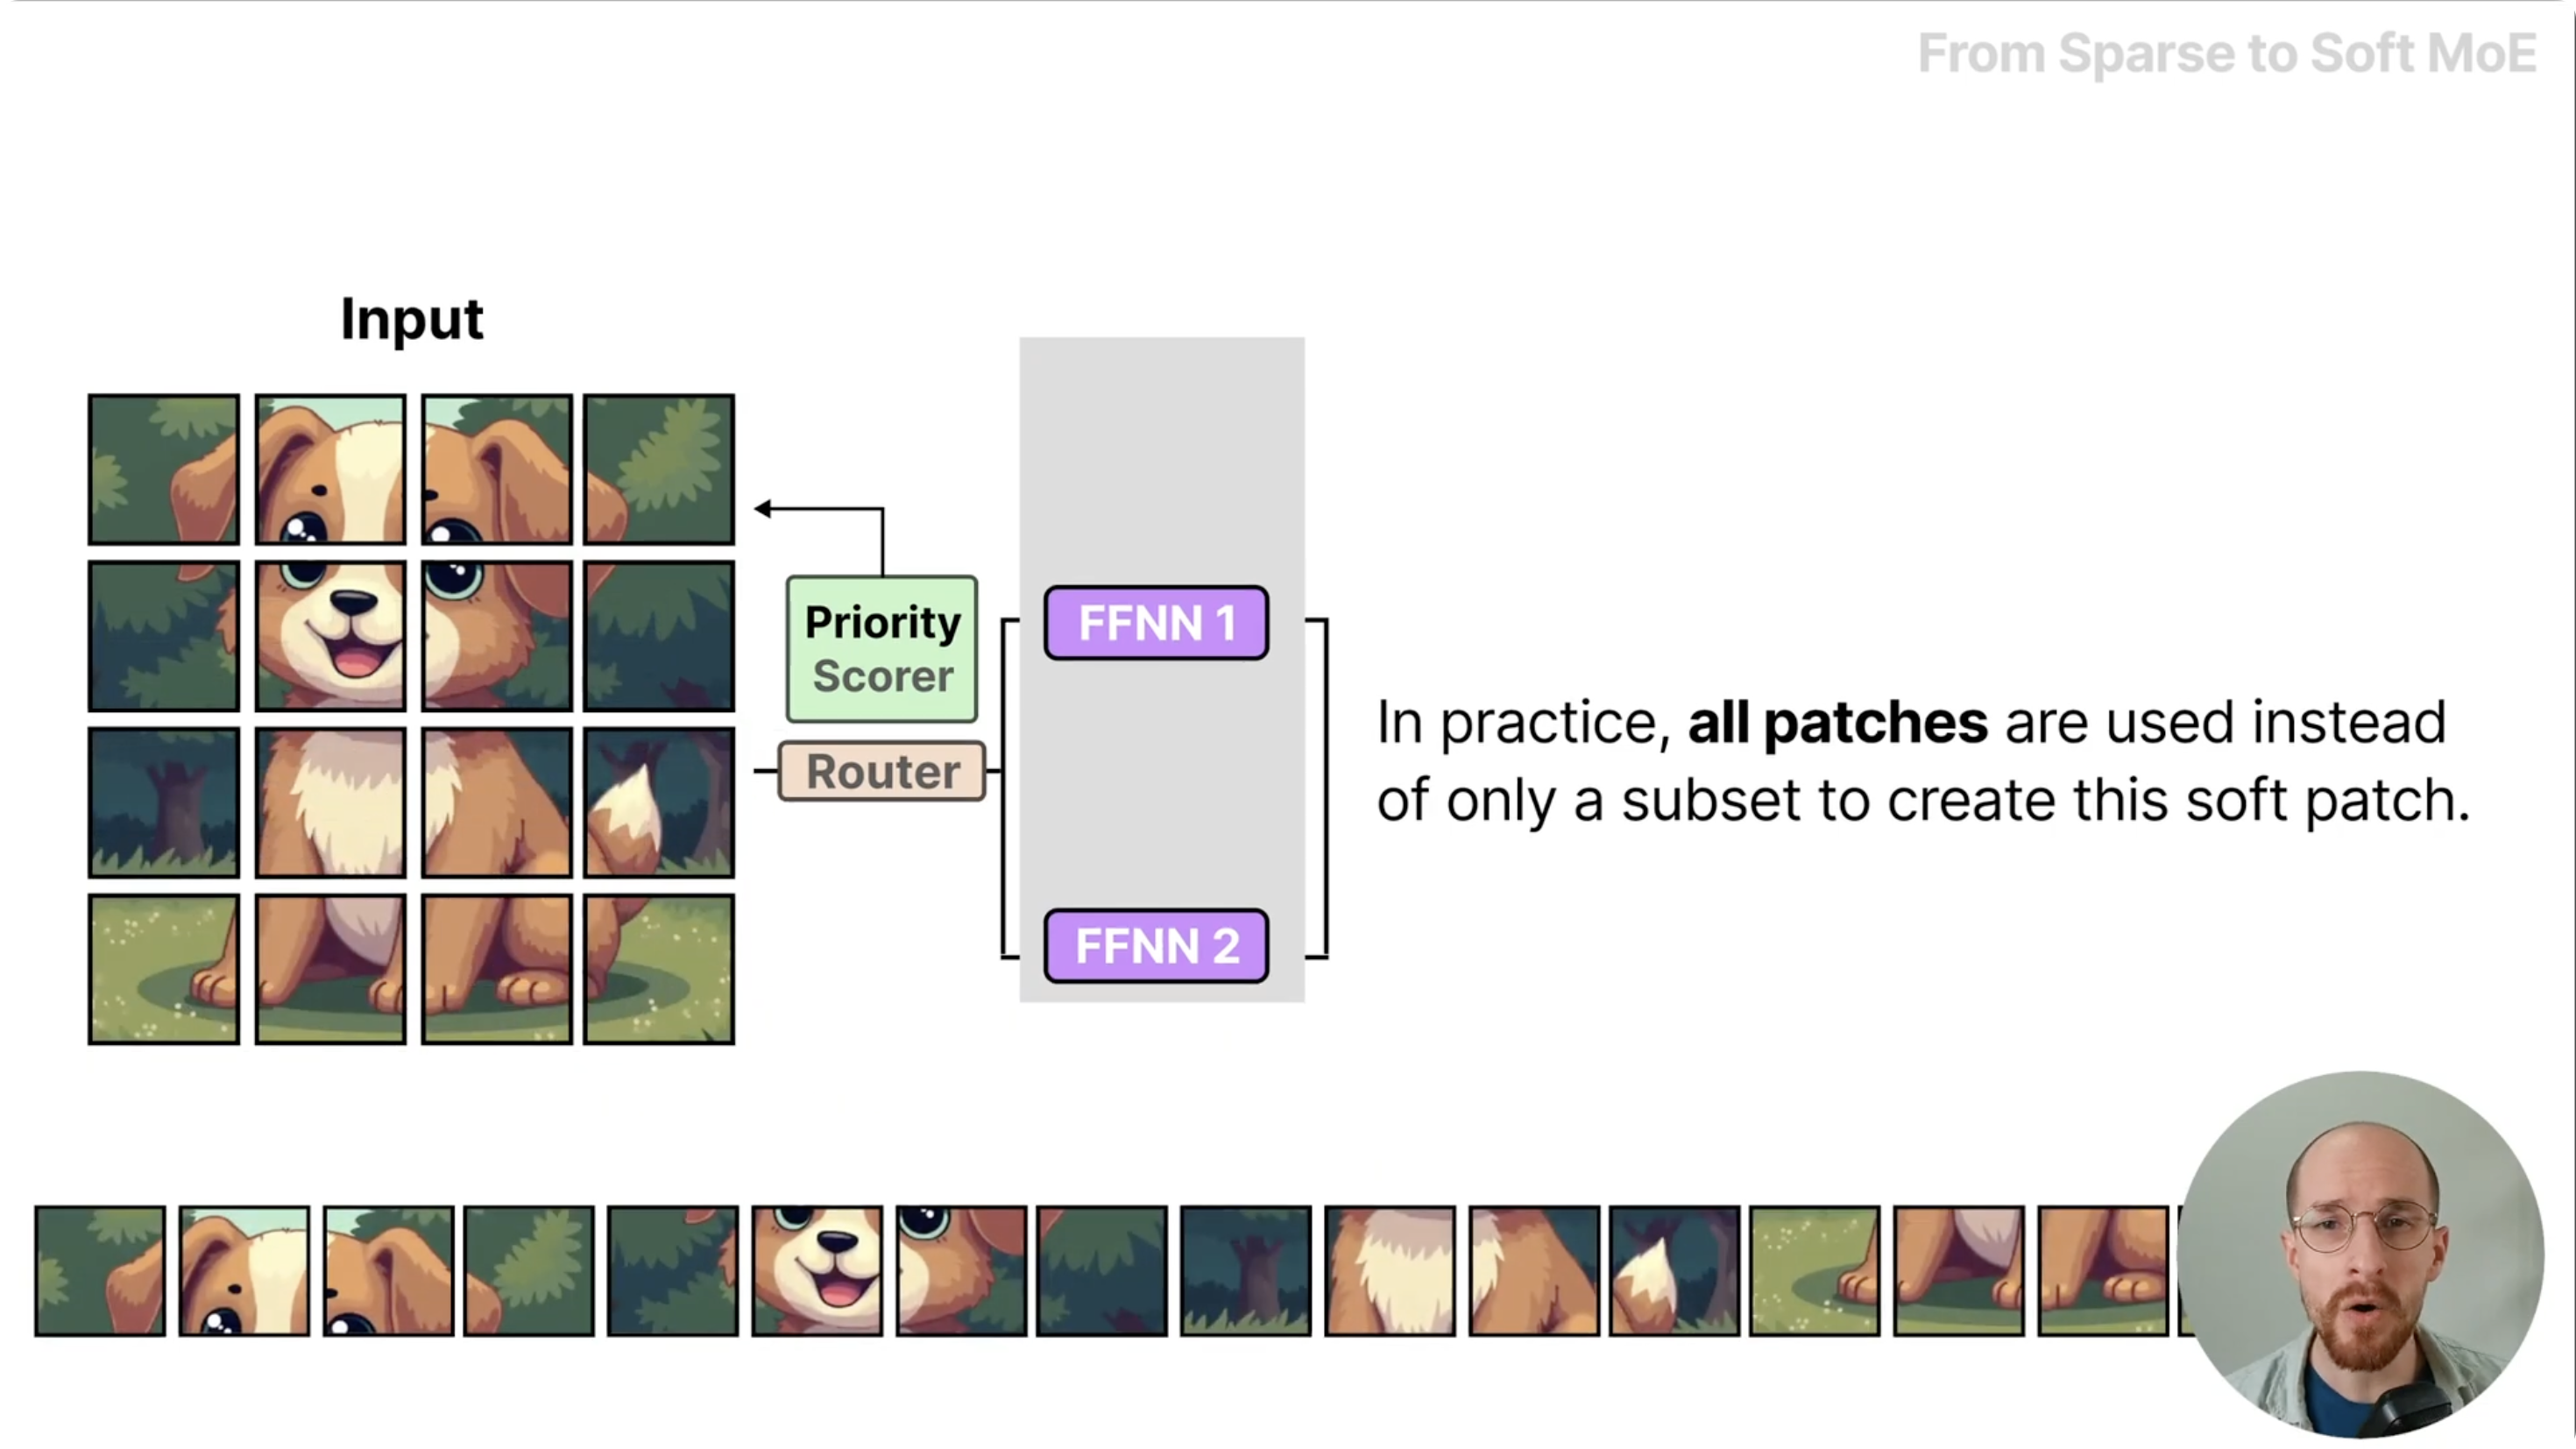 From Sparse to Soft MoE
Input
Priority
Scorer
Router
FFNN 1
FFNN 2
In practice, all patches are used instead
of only a subset to create this soft patch.